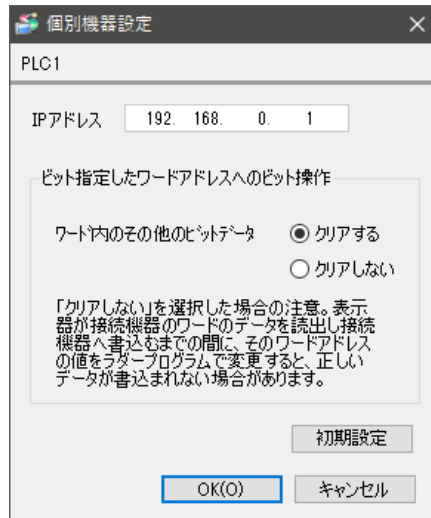 個別機器設定
PLC1
IPアドレス 192. 168. 0. 1
ビット指定したワードアドレスへのビット操作
ワード内のその他のビットデータ クリアする
クリアしない
「クリアしない」を選択した場合の注意。表示
器が接続機器のワードのデータを読出し接続
機器へ書込むまでの間に、そのワードアドレス
の値をラダープログラムで変更すると、正しい
データが書込まれない場合があります。
初期設定
OK(O) キャンセル